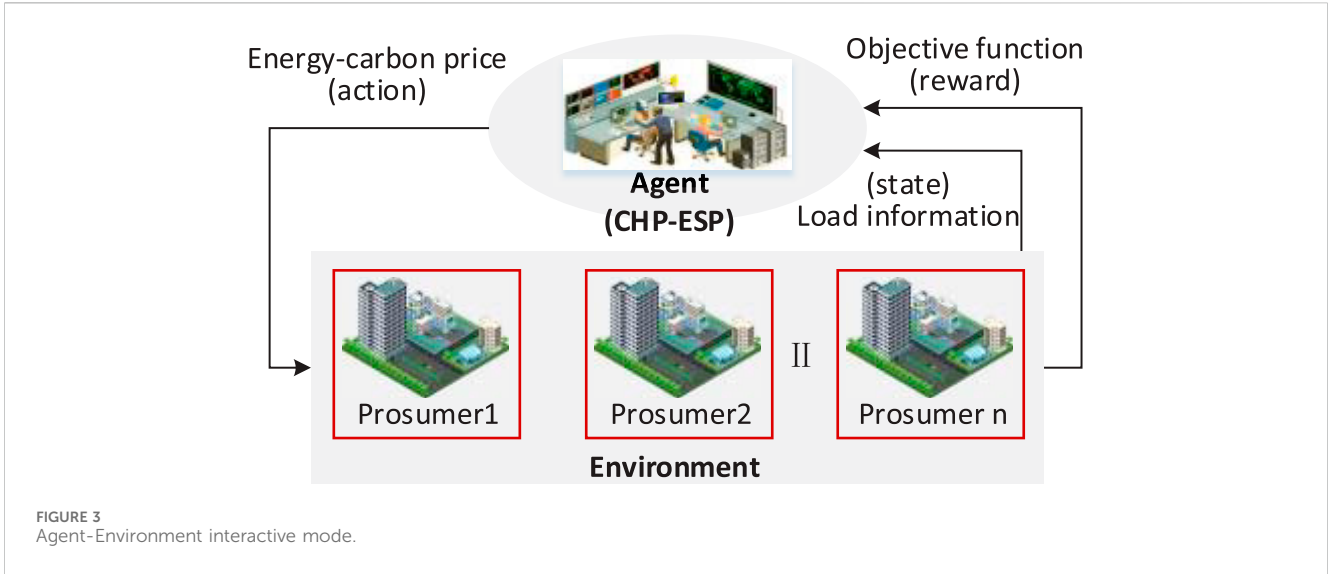 Energy-carbon price
(action)
Objective function
(reward)
Agent
(CHP-ESP)
(state)
Load information
Prosumer1
Prosumer2
II
Prosumer n
Environment
FIGURE 3
Agent-Environment interactive mode.